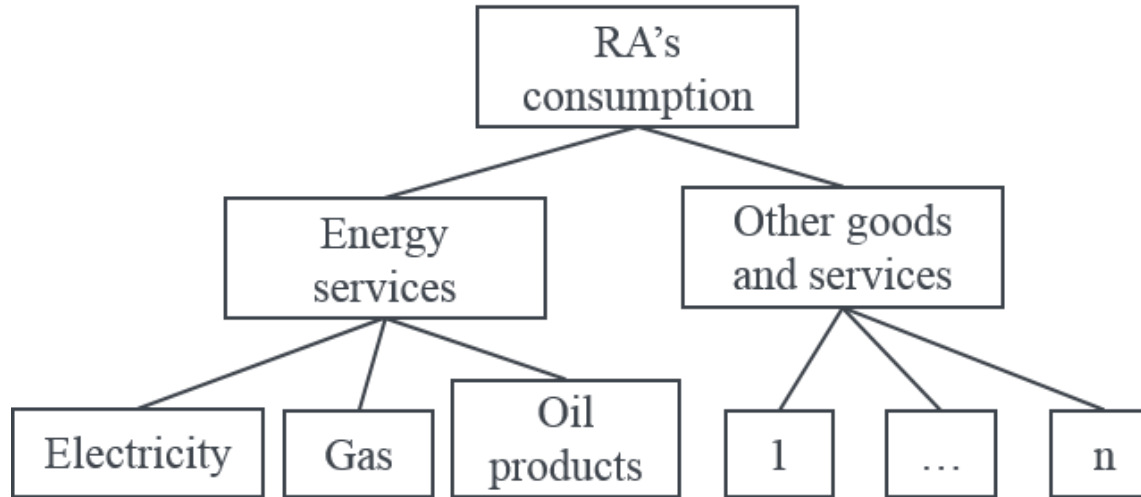 RA’s
consumption
Energy
services
Other goods
and services
Electricity
Gas
Oil
products
1
…
n